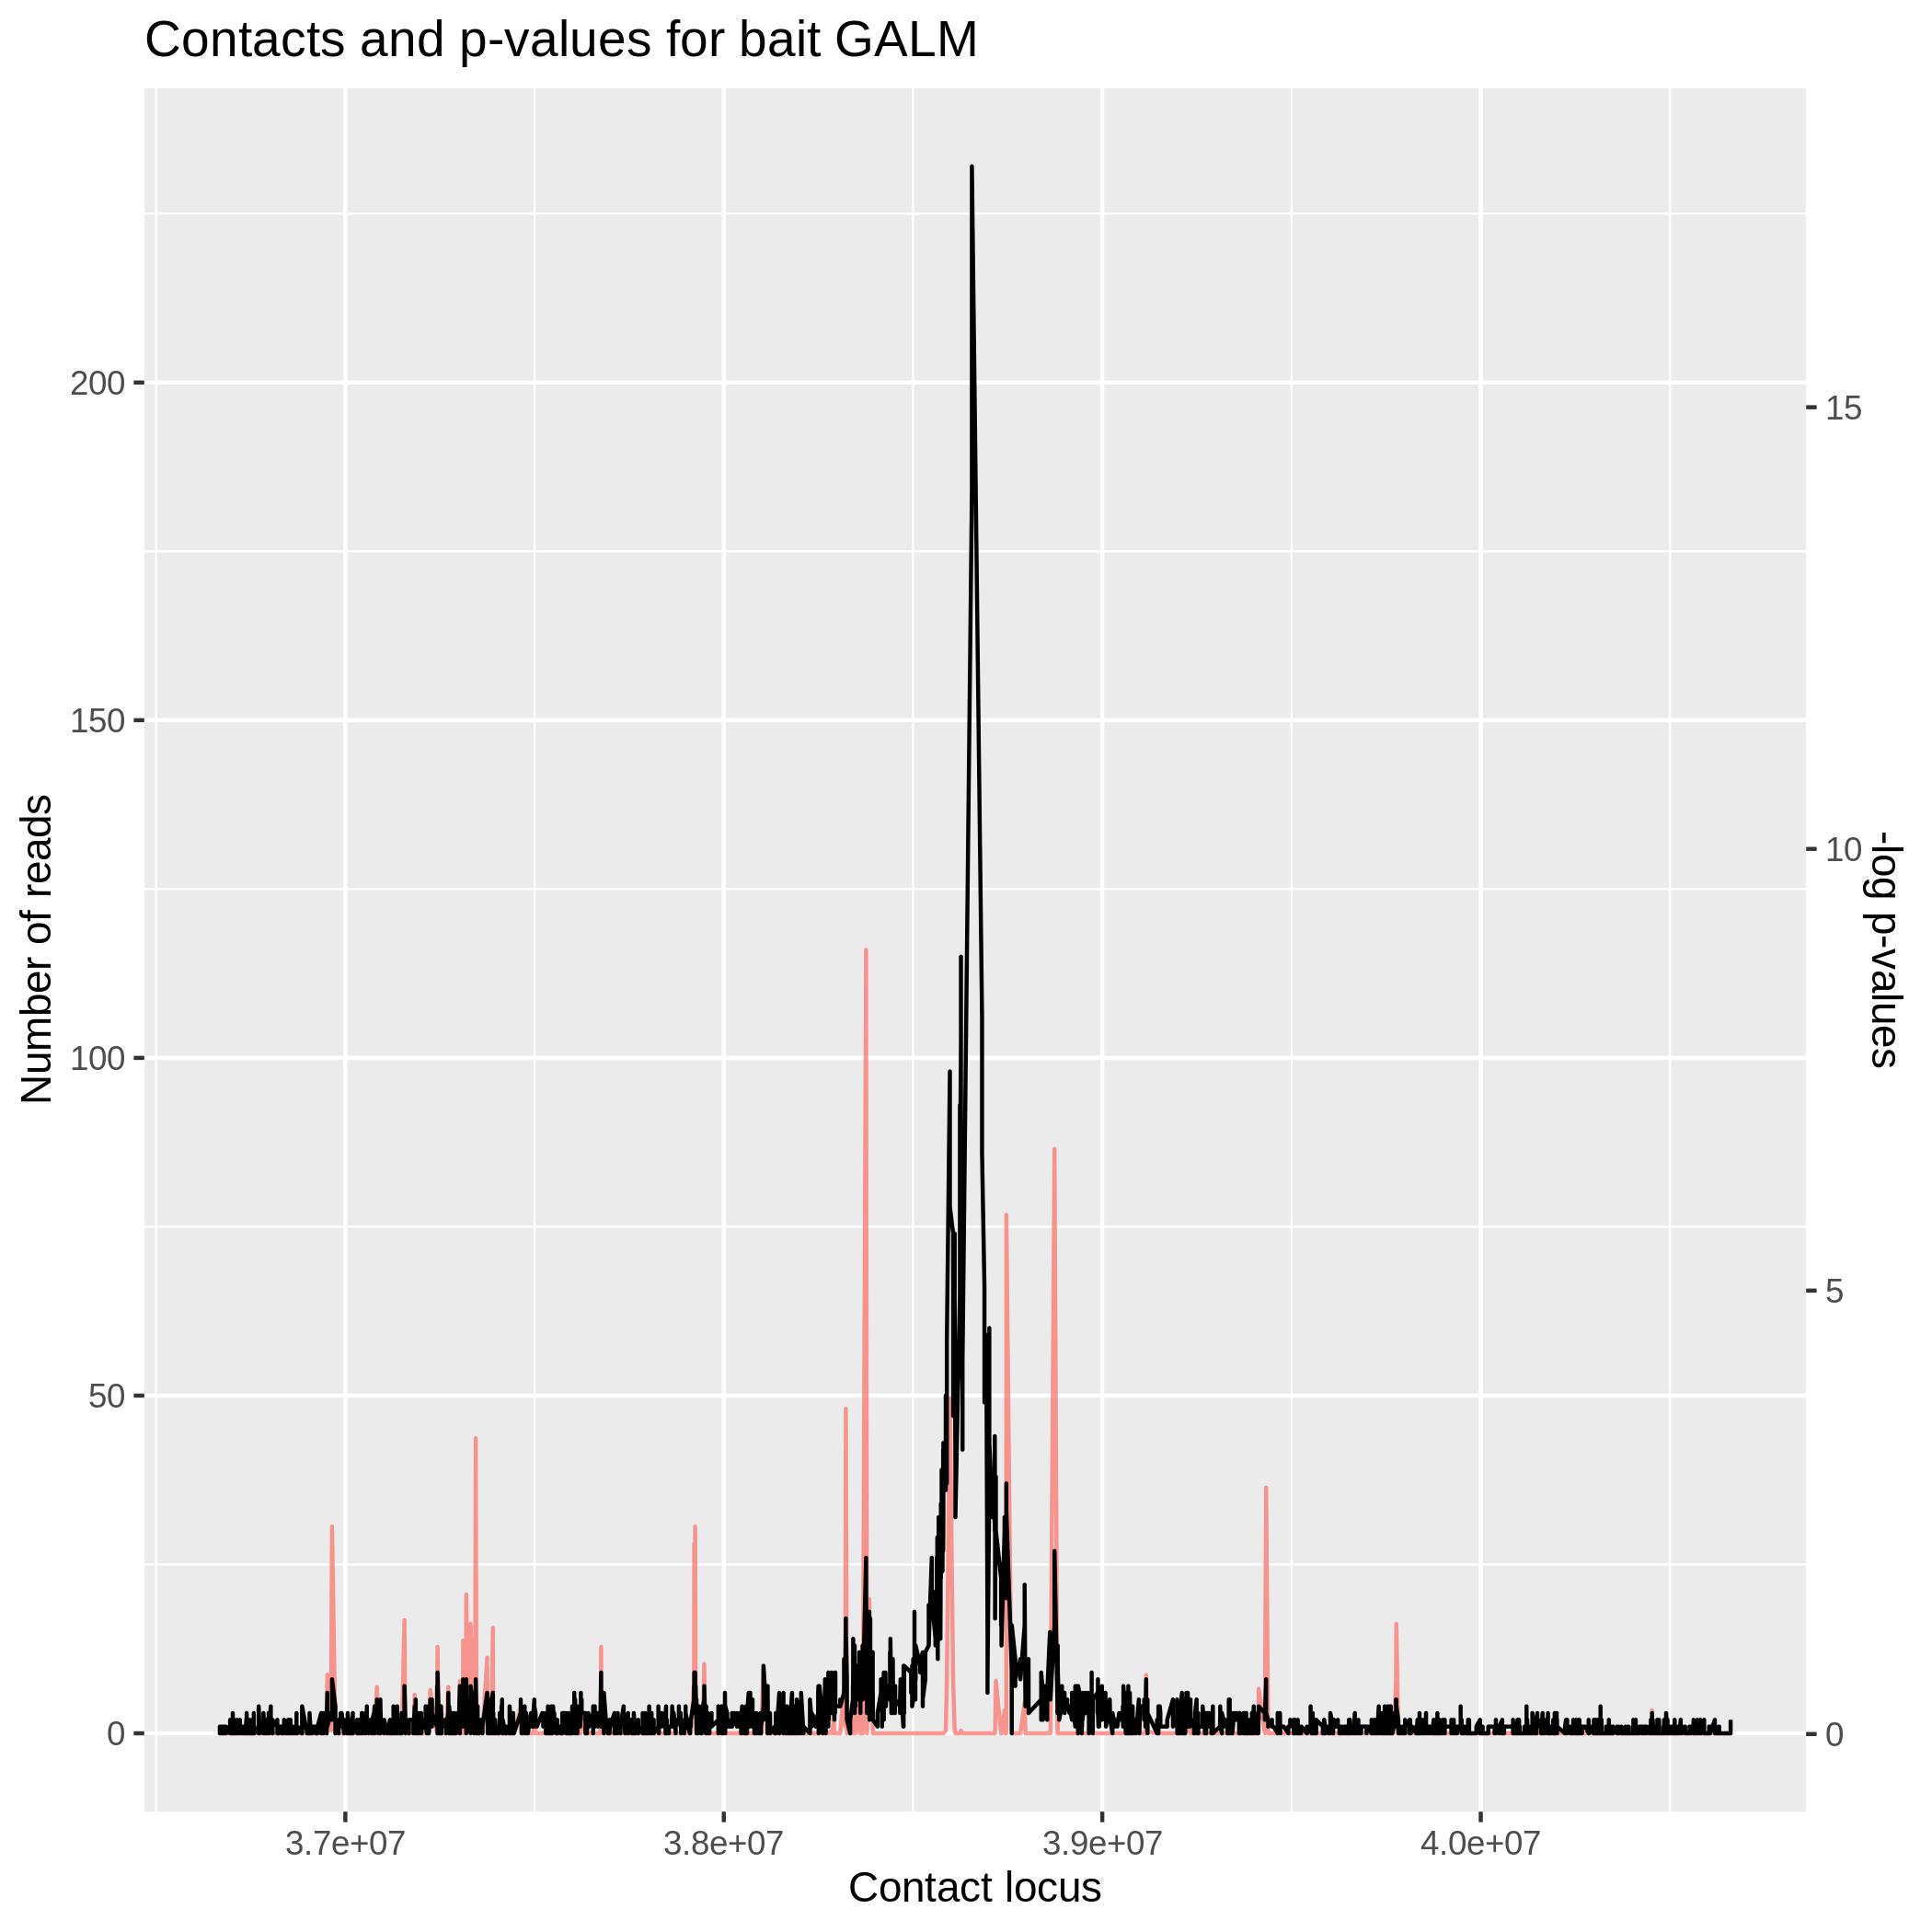 Contacts and p-values for bait GALM
200
150
100
50
0
Number of reads
15
10
5
0
-log p-values
3.7e+07
3.8e+07
3.9e+07
4.0e+07
Contact locus